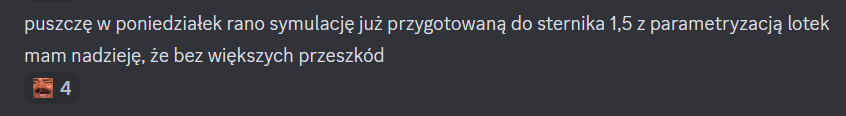 puszczę w poniedziałek rano symulację już przygotowaną do sternika 1,5 z parametryzacją lotek
mam nadzieję, że bez większych przeszkód
4